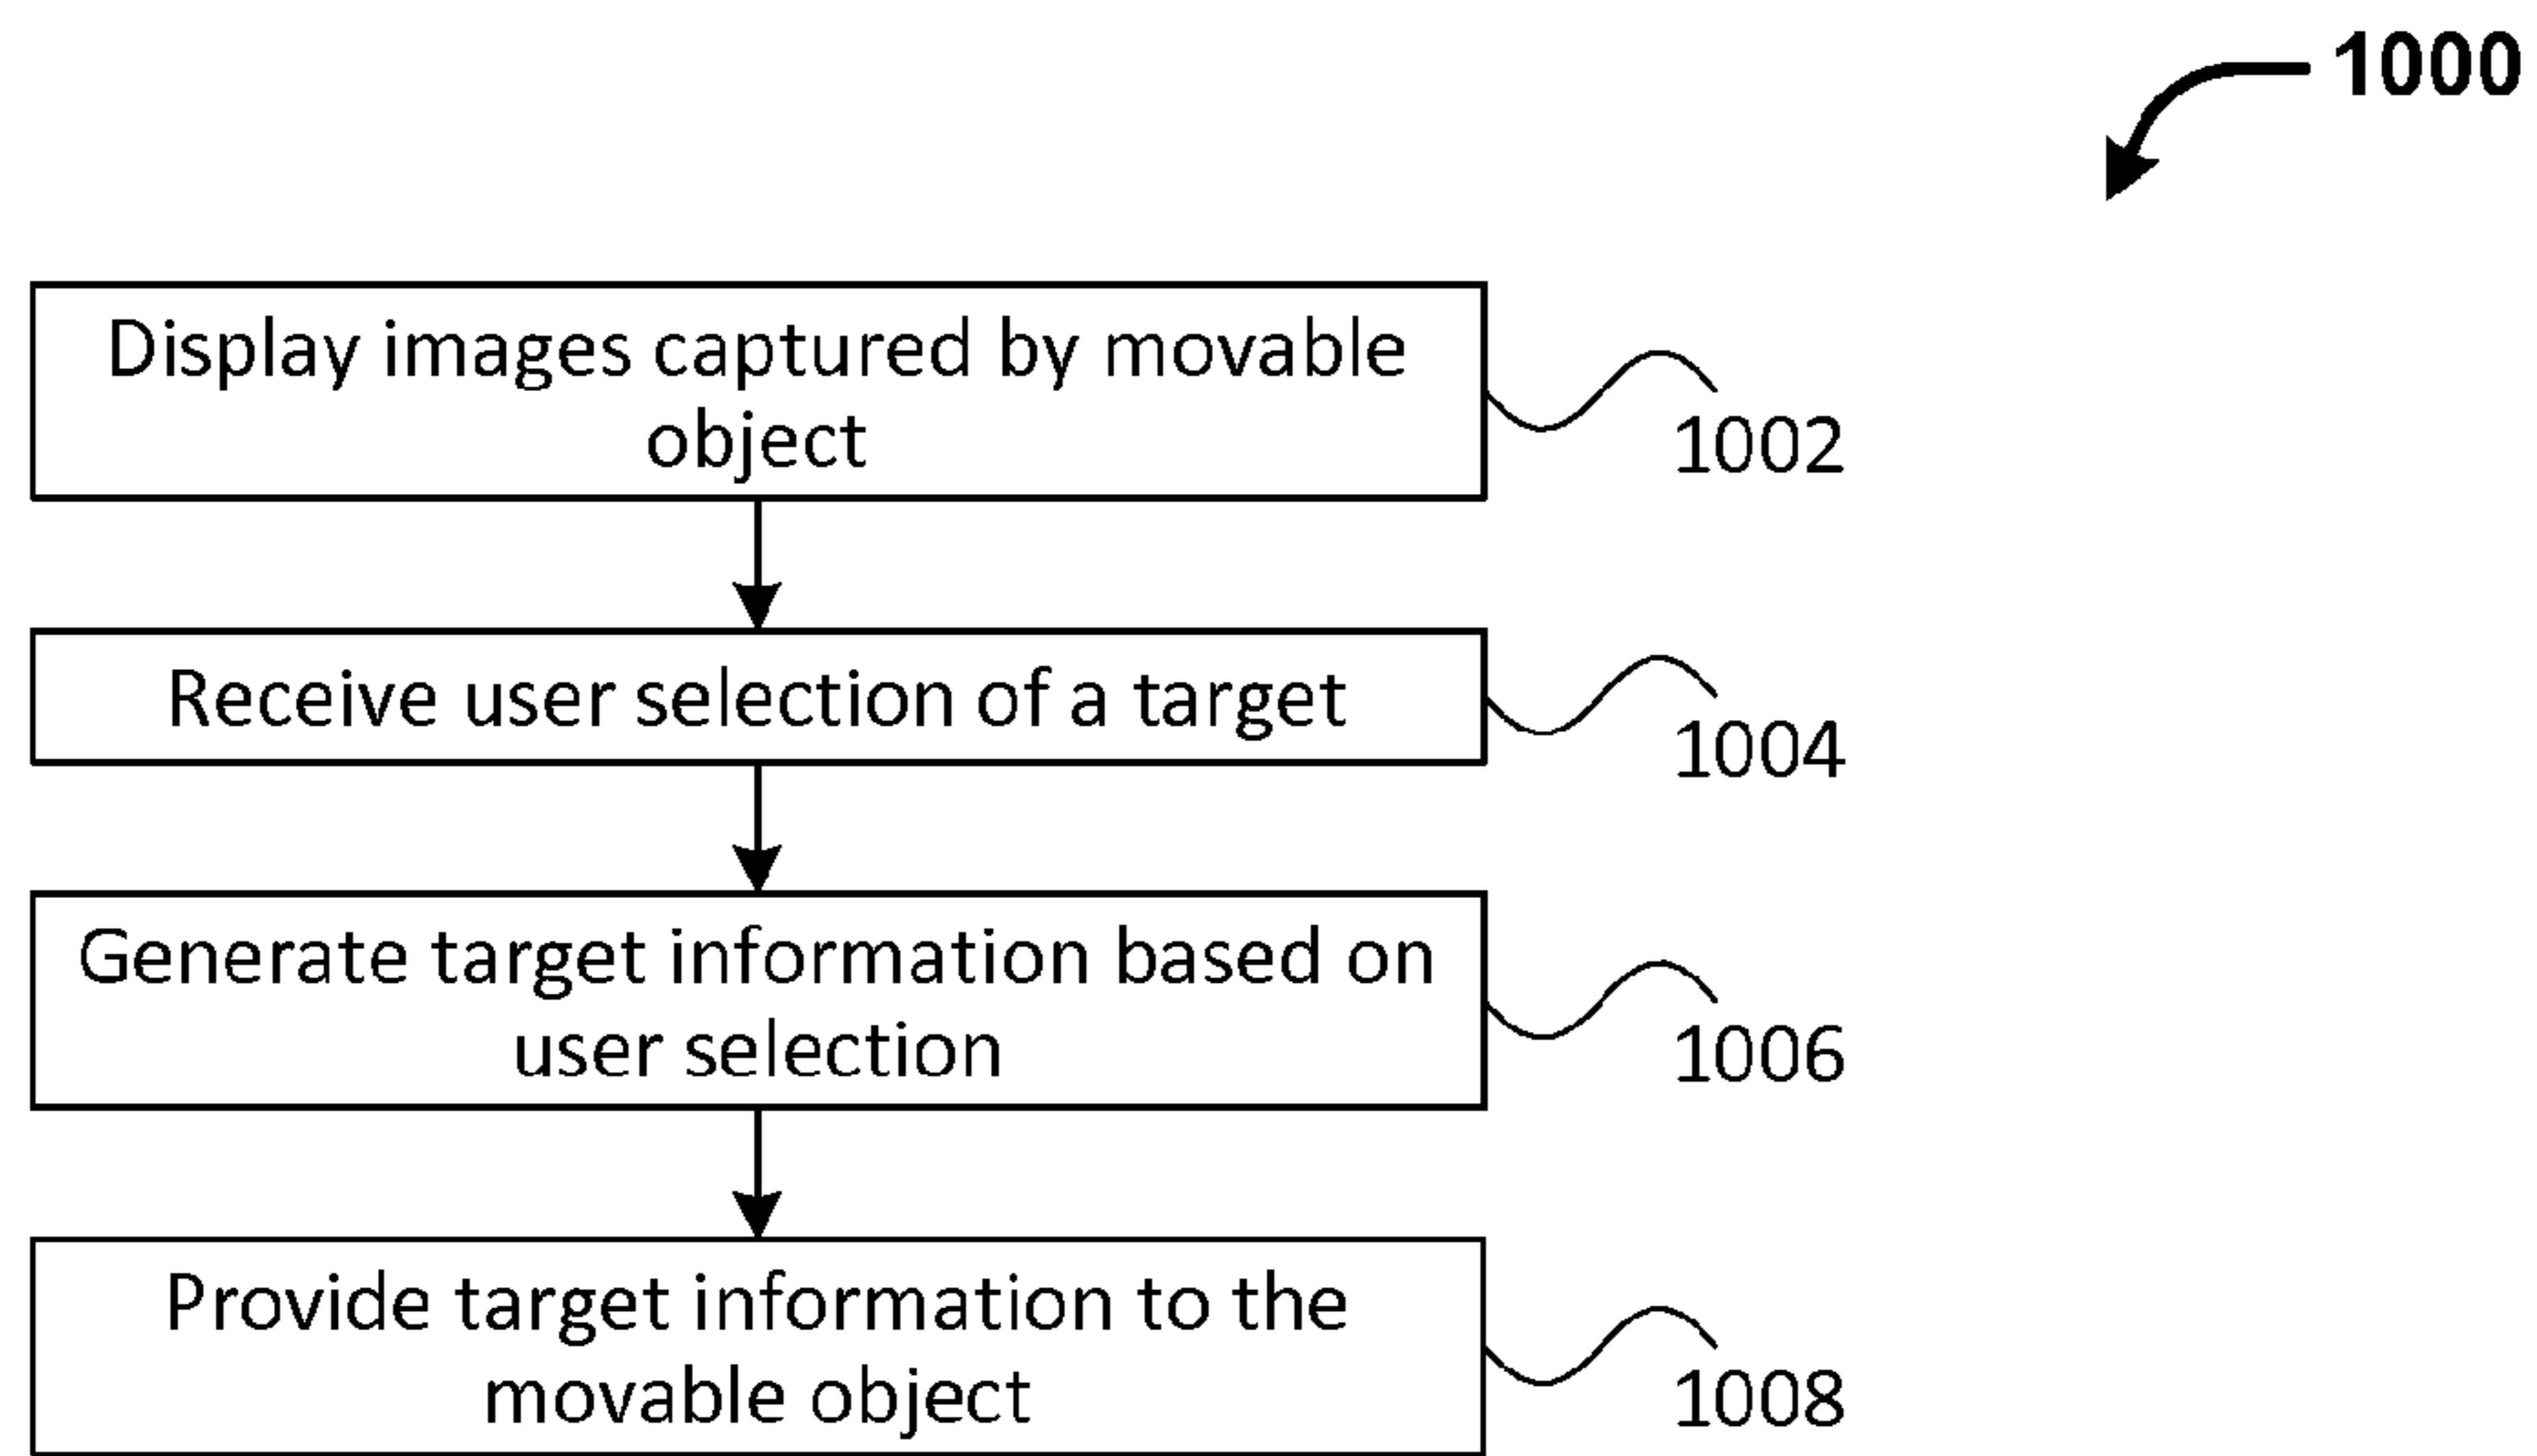 1000
Display images captured by movable
object
1002
Receive user selection of a target
1004
Generate target information based on
user selection
1006
Provide target information to the
movable object
1008